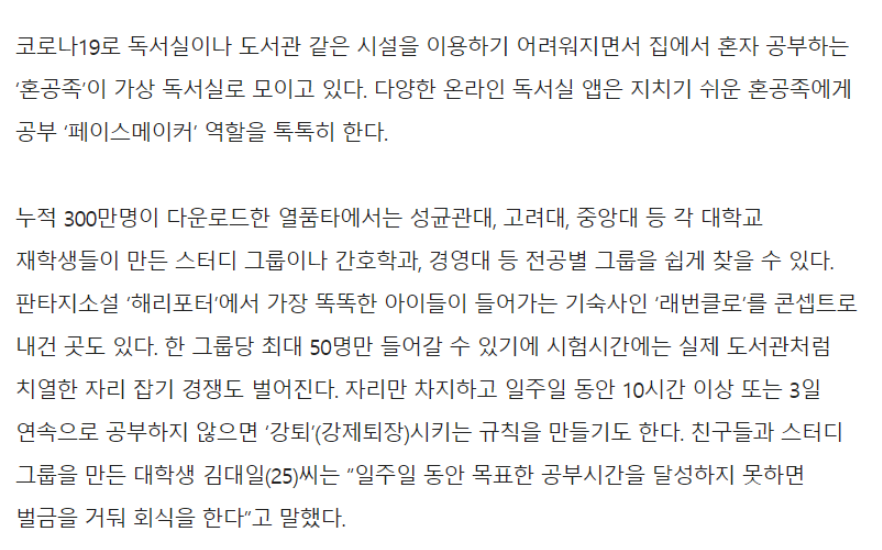 코로나19로 독서실이나 도서관 같은 시설을 이용하기 어려워지면서 집에서 혼자 공부하는
‘혼공족’이 가상 독서실로 모이고 있다. 다양한 온라인 독서실 앱은 지치기 쉬운 혼공족에게
공부 ‘페이스메이커’ 역할을 톡톡히 한다.
누적 300만명이 다운로드한 열품타에서는 성균관대, 고려대, 중앙대 등 각 대학교
재학생들이 만든 스터디 그룹이나 간호학과, 경영대 등 전공별 그룹을 쉽게 찾을 수 있다.
판타지소설 ‘해리포터’에서 가장 똑똑한 아이들이 들어가는 기숙사인 ‘래번클로’를 콘셉트로
내건 곳도 있다. 한 그룹당 최대 50명만 들어갈 수 있기에 시험시간에는 실제 도서관처럼
치열한 자리 잡기 경쟁도 벌어진다. 자리만 차지하고 일주일 동안 10시간 이상 또는 3일
연속으로 공부하지 않으면 ‘강퇴’(강제퇴장)시키는 규칙을 만들기도 한다. 친구들과 스터디
그룹을 만든 대학생 김대일(25)씨는 “일주일 동안 목표한 공부시간을 달성하지 못하면
벌금을 거둬 회식을 한다”고 말했다.